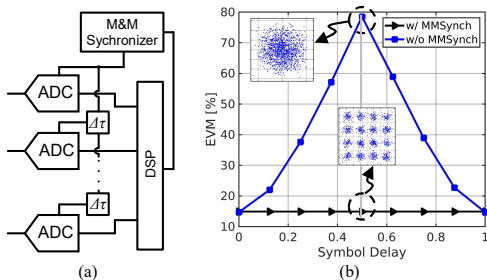 (a)
M&M
Sychronizer
ADC
Δτ
ADC
DSP
Δτ
ADC
(a)
EVM [%]
80
70
60
50
40
30
20
10
w/ MMSynch
w/o MMSynch
0
0.2
0.4
0.6
0.8
1
Symbol Delay
(b)